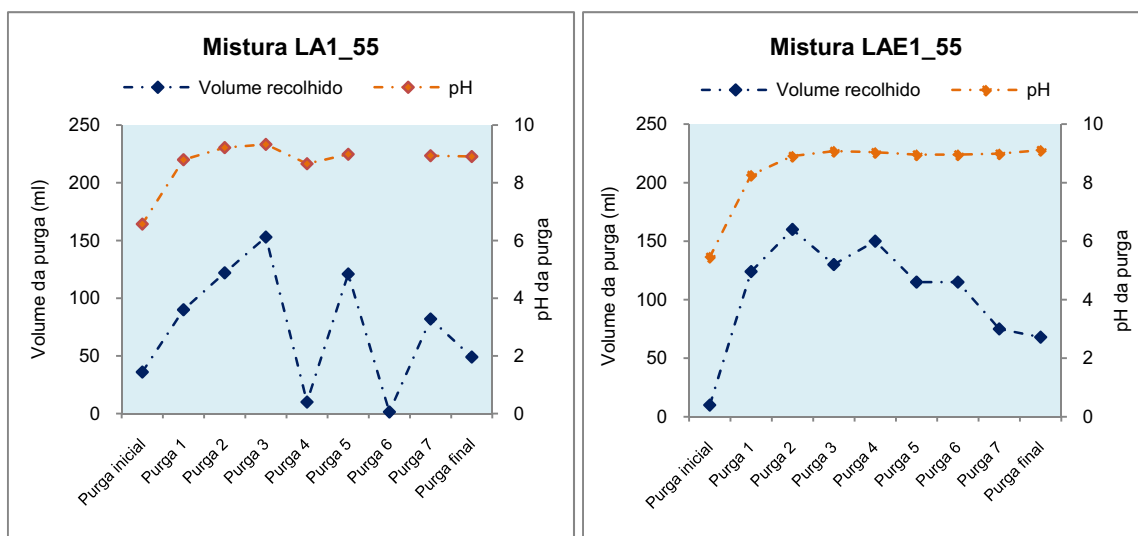 Mistura LA1_55
Volume recolhido
pH
250
200
150
100
50
0
10
8
6
4
2
0
Volume da purga (ml)
pH da purga
Purga inicial
Purga 1
Purga 2
Purga 3
Purga 4
Purga 5
Purga 6
Purga 7
Purga final
Mistura LAE1_55
Volume recolhido
pH
250
200
150
100
50
0
10
8
6
4
2
0
Volume da purga (ml)
pH da purga
Purga inicial
Purga 1
Purga 2
Purga 3
Purga 4
Purga 5
Purga 6
Purga 7
Purga final